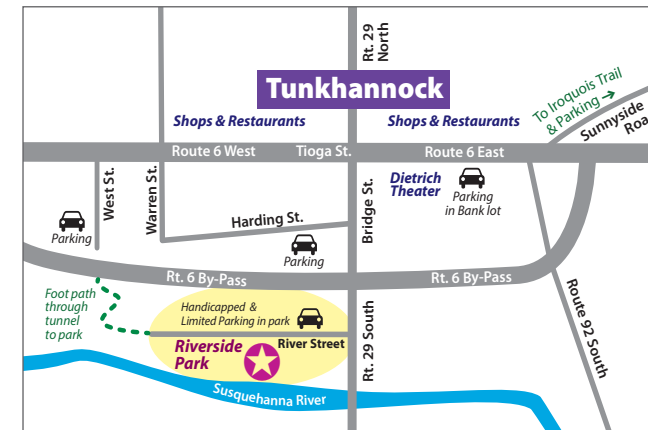 Rt. 29
North
Tunkhannock
To Iroquois Trail
& Parking →
Sunnyside
Shops & Restaurants
Shops & Restaurants
Route 6 West
Tioga St.
Route 6 East
West St.
Warren St.
Bridge St.
Dietrich
Theater
Parking
in Bank lot
Harding St.
Parking
Parking
Rt. 6 By-Pass
Rt. 6 By-Pass
Route 92 South
Foot path
through
tunnel
to park
Handicapped &
Limited Parking in park
River Street
Riverside
Park
Rt. 29 South
Susquehanna River